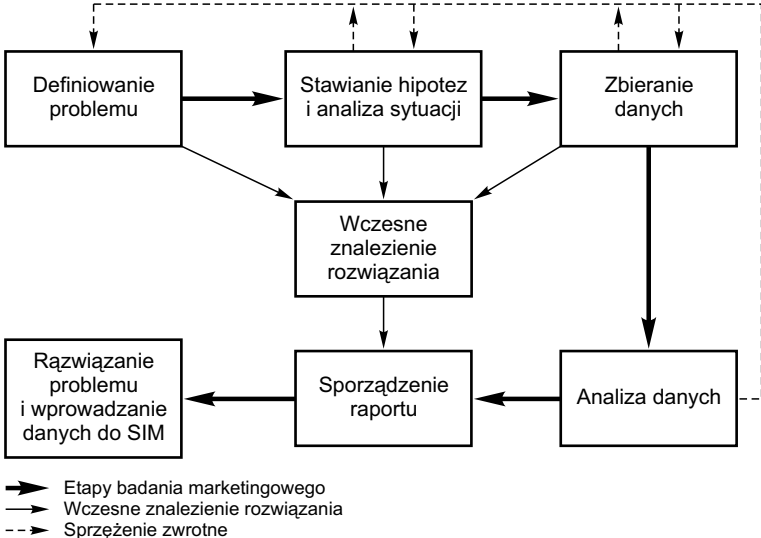 Definiowanie
problemu
Stawianie hipotez
i analiza sytuacji
Zbieranie
danych
Wczesne
znalezienie
rozwiązania
Rązwiązanie
problemu
i wprowadzanie
danych do SIM
Sporządzenie
raportu
Analiza danych
Etapy badania marketingowego
Wczesne znalezienie rozwiązania
Sprzężenie zwrotne